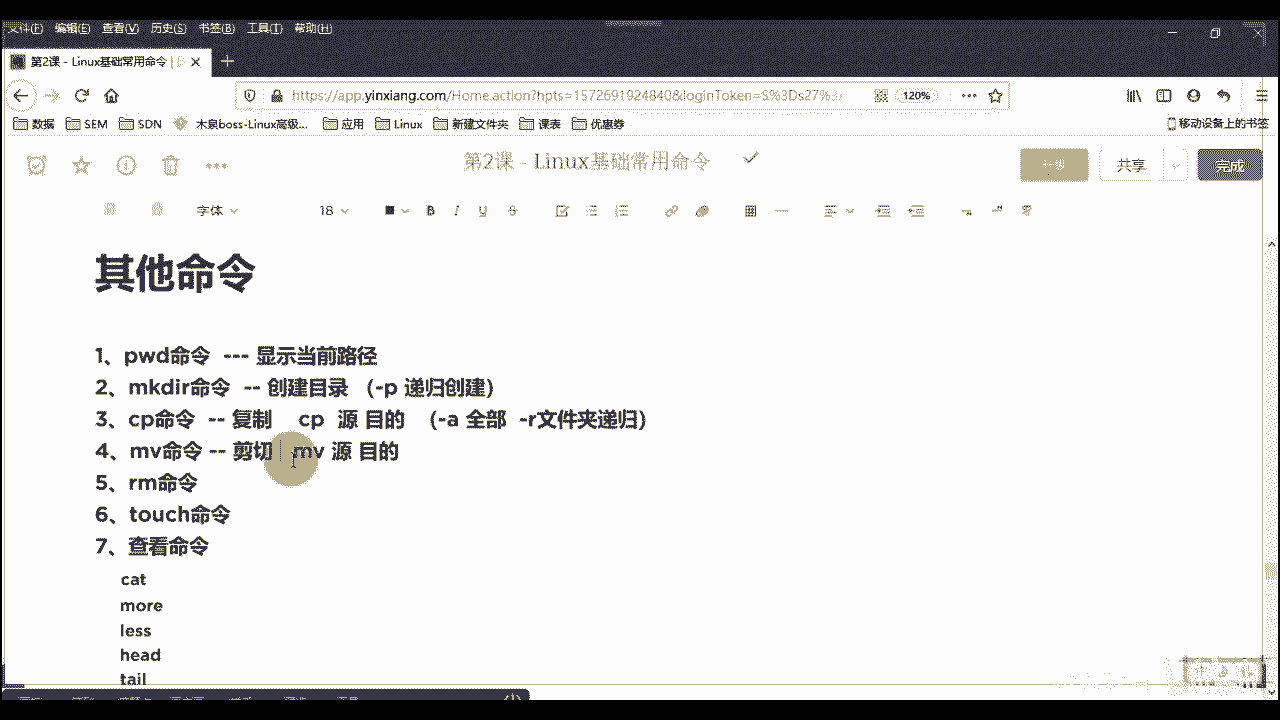 文件(F) 编辑(E) 查看(V) 历史(S) 书签(B) 工具(T) 帮助(H)
第2课 - Linux基础常用命令 |
https://app.yinxiang.com/Home.action?npts=1572691924840&loginToken=S%3Ds27%3
120%
数据 SEM SDN 木泉boss-Linux高级... 应用 Linux 新建文件夹 课表 优惠券 移动设备上的书签
第2课 - Linux基础常用命令
升级 共享 完成
字体 18 B I U S
其他命令
1、pwd命令 --- 显示当前路径
2、mkdir命令 -- 创建目录 （-p 递归创建）
3、cp命令 -- 复制 cp 源 目的 （-a 全部 -r文件夹递归）
4、mv命令 -- 剪切 mv 源 目的
5、rm命令
6、touch命令
7、查看命令
cat
more
less
head
tail